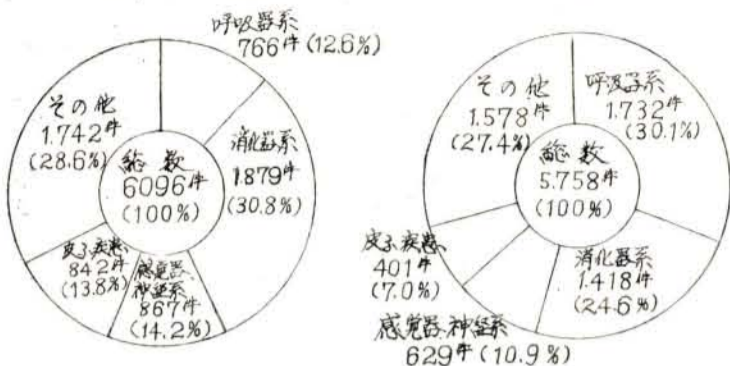 呼吸器系
766件(12.6%)
その他
1.742件
(28.6%)
消化器系
1.879件
(30.8%)
総数
6096件
(100%)
皮ふ疾患
842件
(13.8%)
感覚器
神経系
867件
(14.2%)
その他
1.578件
(27.4%)
呼吸器系
1.732件
(30.1%)
総数
5.758件
(100%)
皮ふ疾患
401件
(7.0%)
消化器系
1.418件
(24.6%)
感覚器.神経系
629件(10.9%)